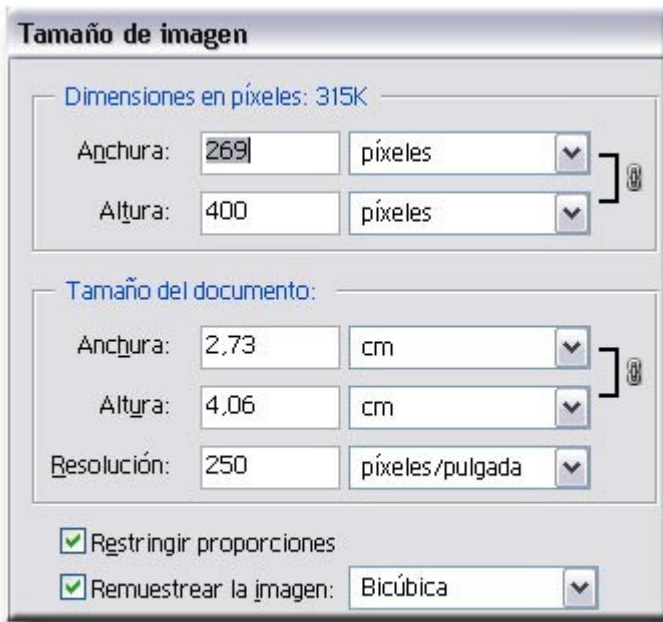 Tamaño de imagen
Dimensiones en píxeles: 315K
Anchura: 269 píxeles
Altura: 400 píxeles
Tamaño del documento:
Anchura: 2,73 cm
Altura: 4,06 cm
Resolución: 250 píxeles/pulgada
Restringir proporciones
Remuestrear la imagen: Bicúbica